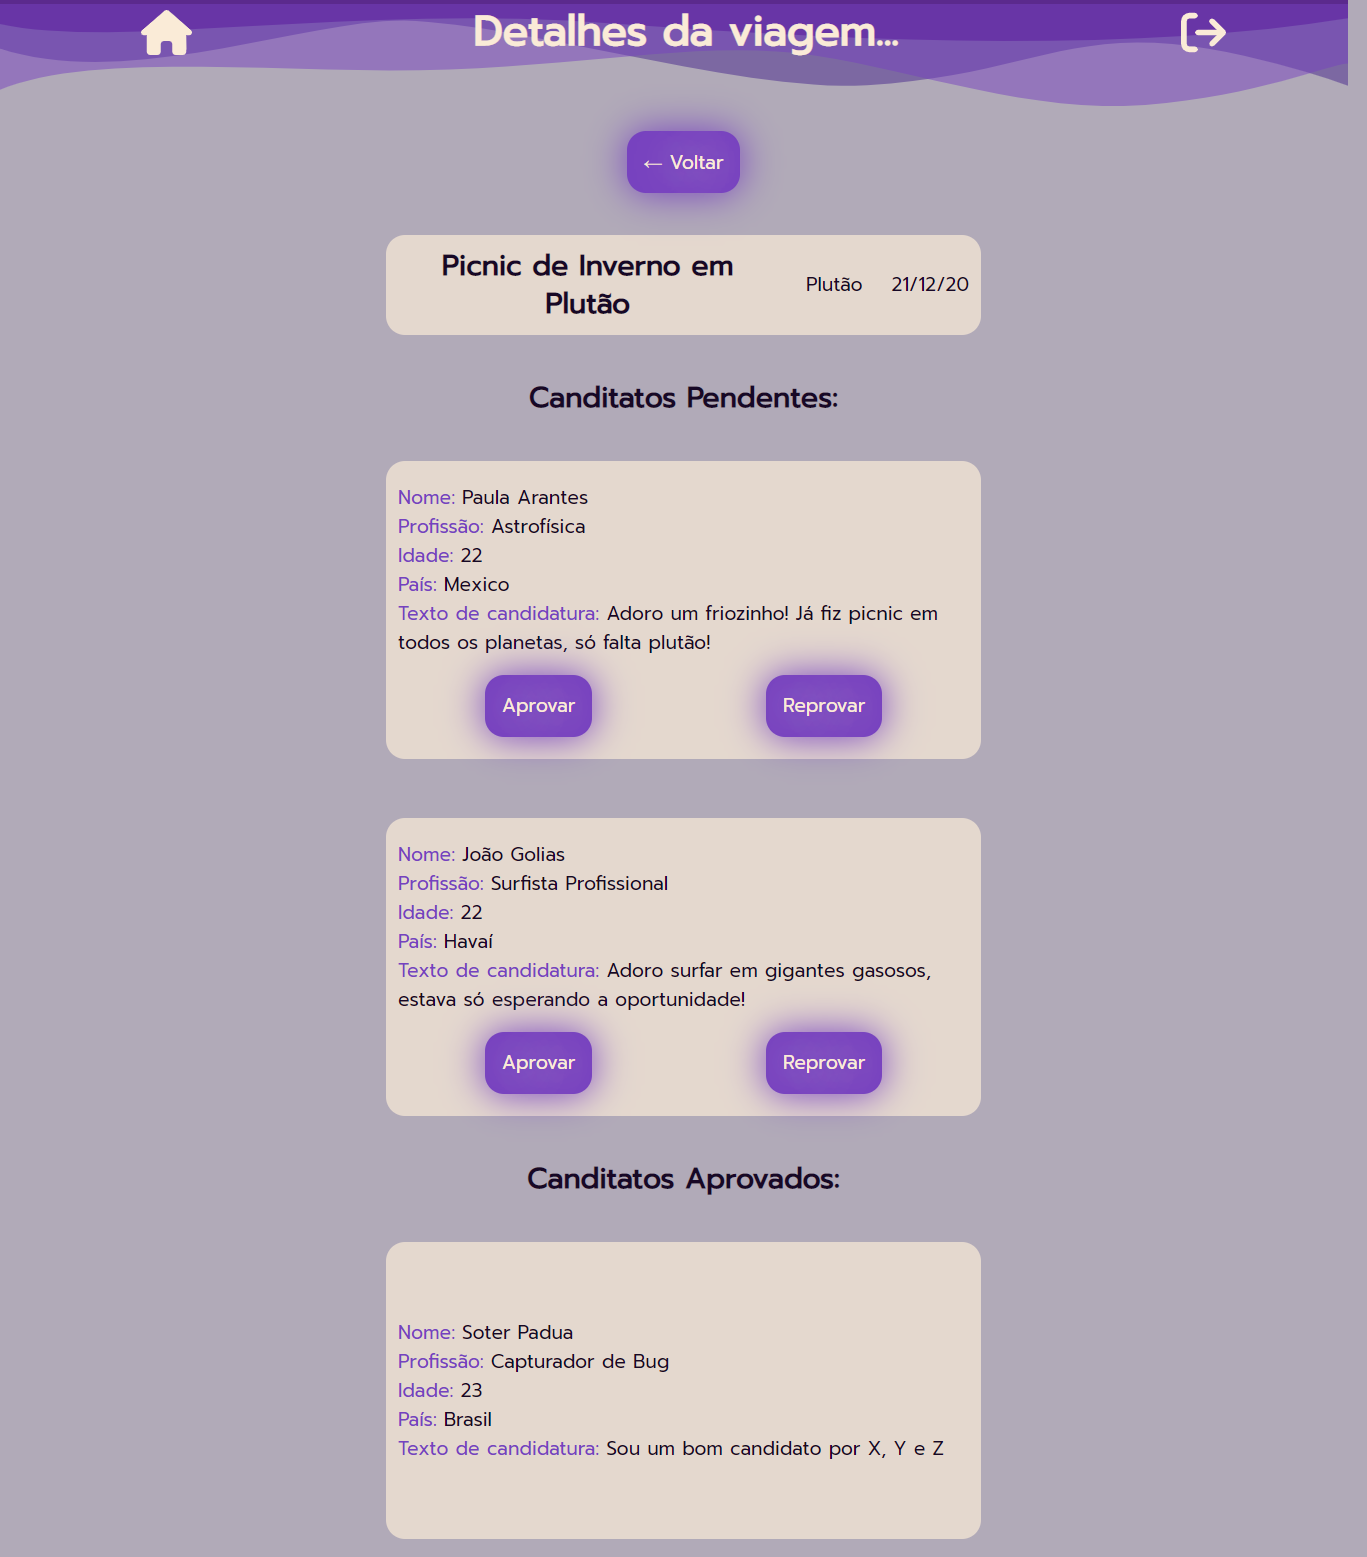 Detalhes da viagem...
← Voltar
Picnic de Inverno em
Plutão
Plutão 21/12/20
Canditatos Pendentes:
Nome: Paula Arantes
Profissão: Astrofísica
Idade: 22
País: Mexico
Texto de candidatura: Adoro um friozinho! Já fiz picnic em
todos os planetas, só falta plutão!
Aprovar Reprovar
Nome: João Golias
Profissão: Surfista Profissional
Idade: 22
País: Havaí
Texto de candidatura: Adoro surfar em gigantes gasosos,
estava só esperando a oportunidade!
Aprovar Reprovar
Canditatos Aprovados:
Nome: Soter Padua
Profissão: Capturador de Bug
Idade: 23
País: Brasil
Texto de candidatura: Sou um bom candidato por X, Y e Z